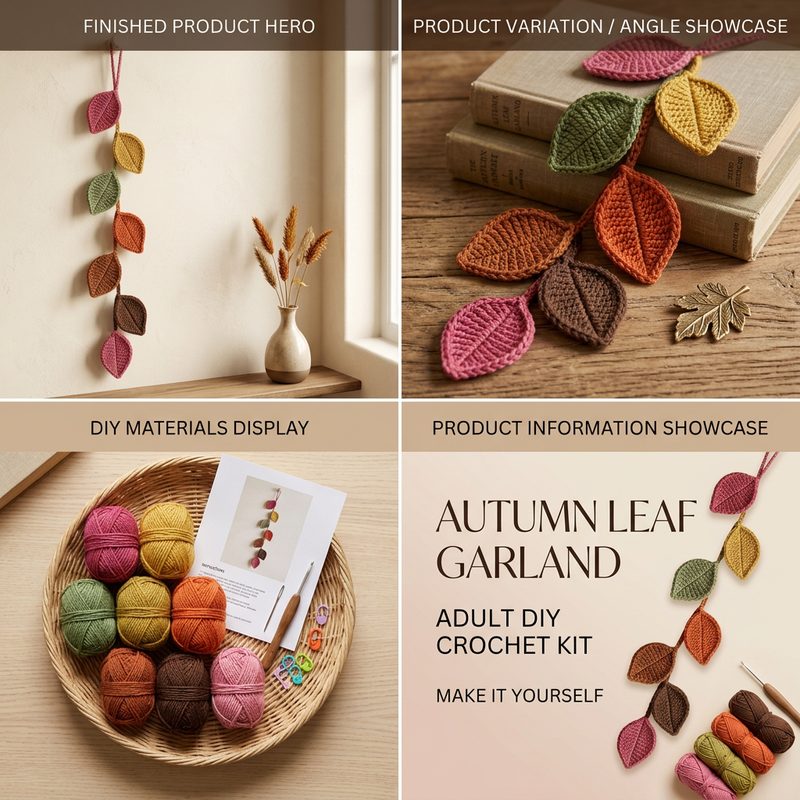 FINISHED PRODUCT HERO
PRODUCT VARIATION / ANGLE SHOWCASE
DIY MATERIALS DISPLAY
PRODUCT INFORMATION SHOWCASE
AUTUMN LEAF
GARLAND
ADULT DIY
CROCHET KIT
MAKE IT YOURSELF